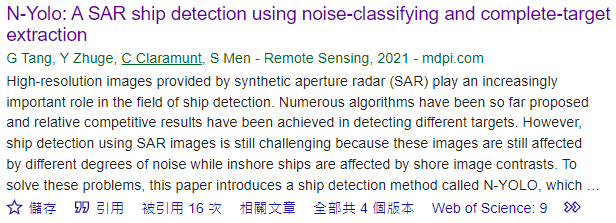 N-Yolo: A SAR ship detection using noise-classifying and complete-target
extraction
G Tang, Y Zhuge, C Claramunt, S Men - Remote Sensing, 2021 - mdpi.com
High-resolution images provided by synthetic aperture radar (SAR) play an increasingly
important role in the field of ship detection. Numerous algorithms have been so far proposed
and relative competitive results have been achieved in detecting different targets. However,
ship detection using SAR images is still challenging because these images are still affected
by different degrees of noise while inshore ships are affected by shore image contrasts. To
solve these problems, this paper introduces a ship detection method called N-YOLO, which …
儲存 引用 被引用 16 次 相關文章 全部共 4 個版本 Web of Science: 9